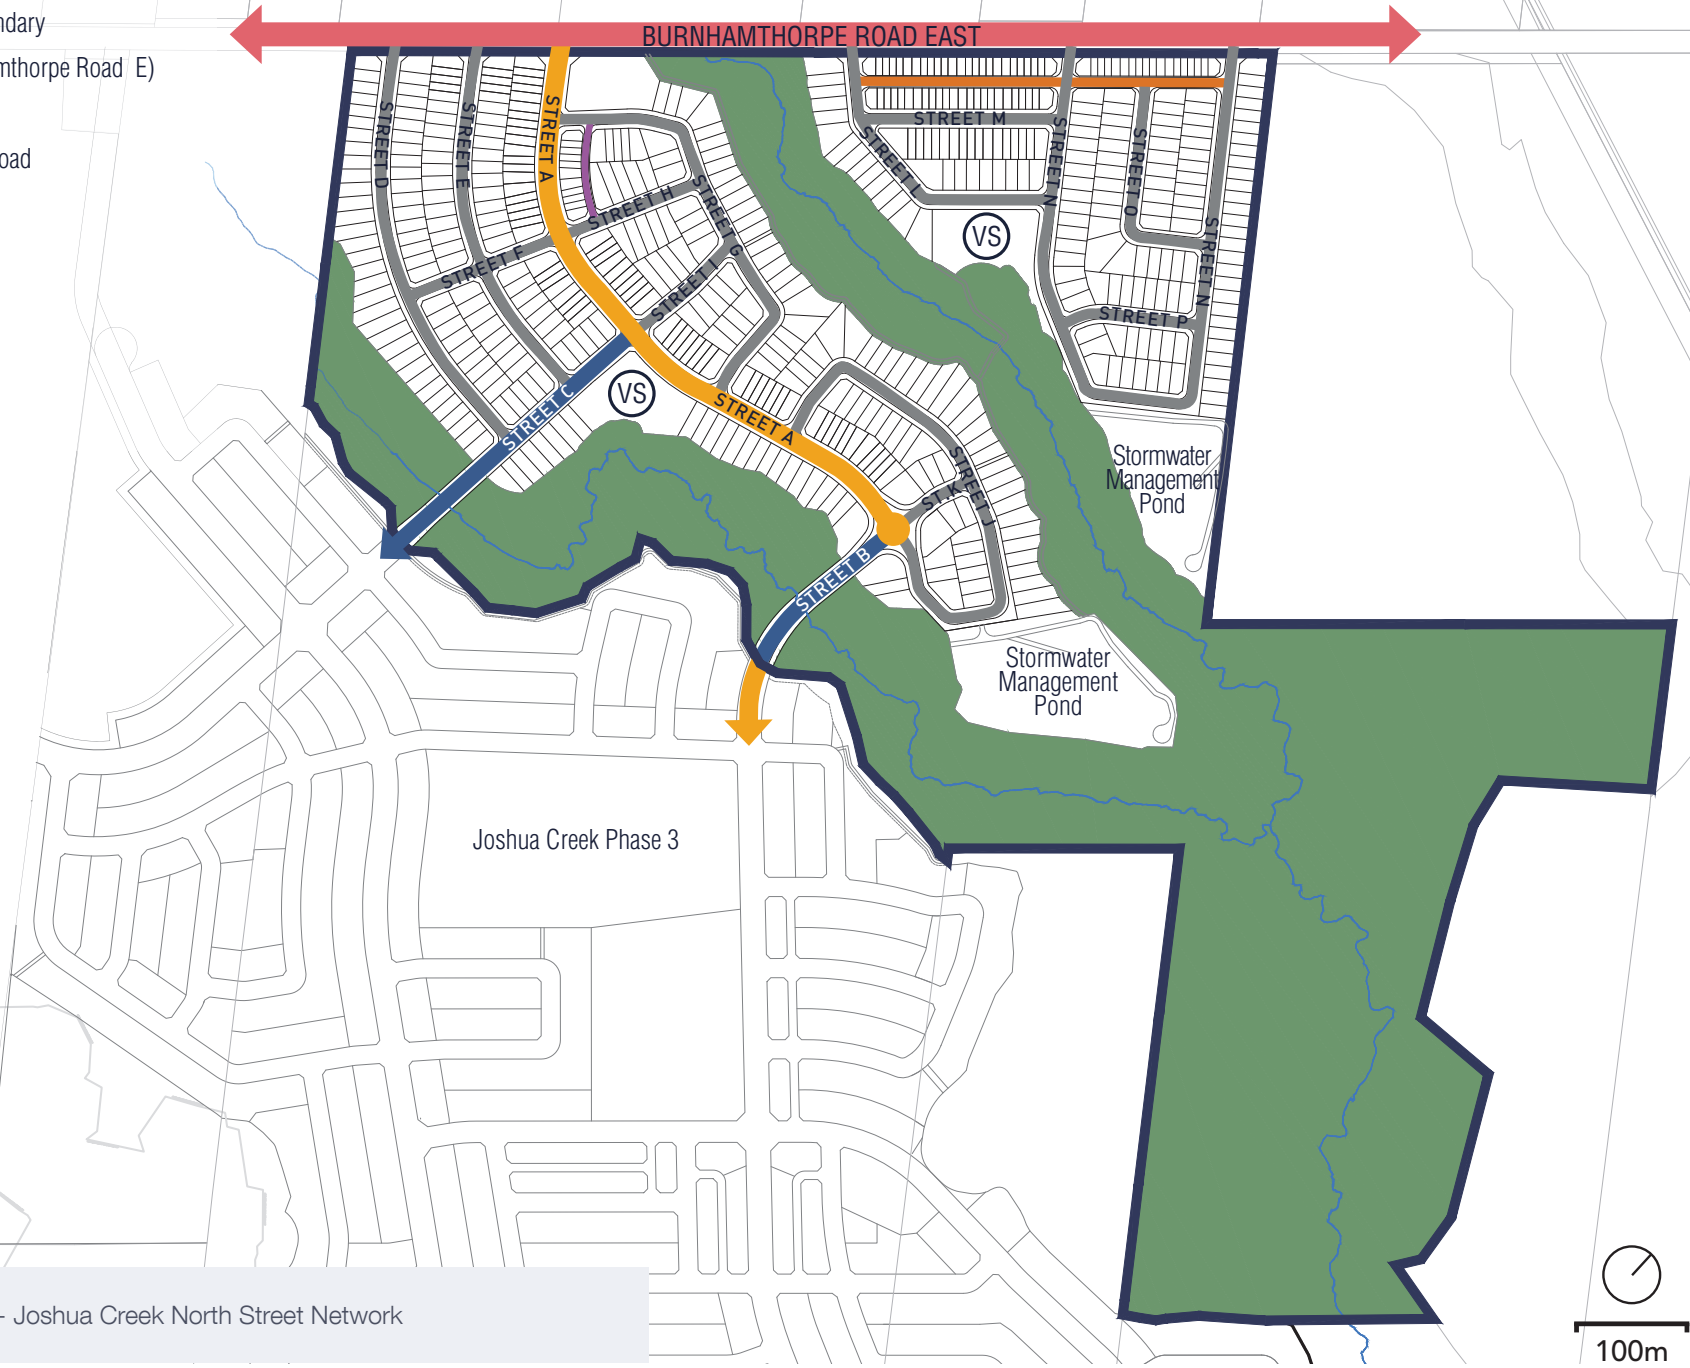 ndary
BURNHAMTHORPE ROAD EAST
mthorpe Road E)
oad
STREET D
STREET E
STREET A
STREET M
STREET L
STREET N
STREET O
STREET N
STREET H
STREET G
STREET F
STREET I
VS
STREET P
STREET C
VS
STREET A
STREET J
ST.K
Stormwater
Management
Pond
STREET B
Stormwater
Management
Pond
Joshua Creek Phase 3
- Joshua Creek North Street Network
100m